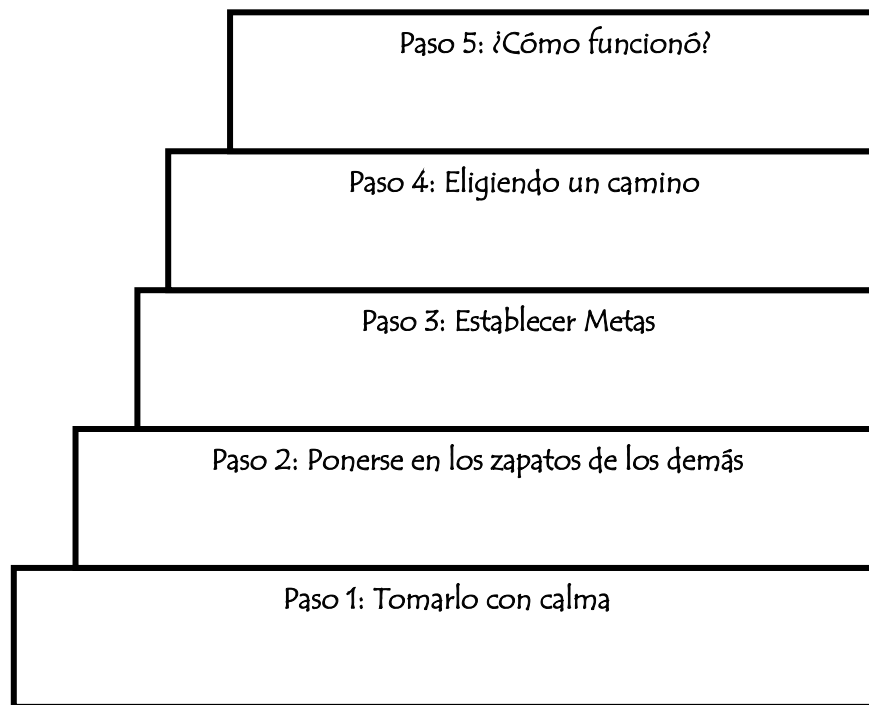 Paso 5: ¿Cómo funcionó?
Paso 4: Eligiendo un camino
Paso 3: Establecer Metas
Paso 2: Ponerse en los zapatos de los demás
Paso 1: Tomarlo con calma